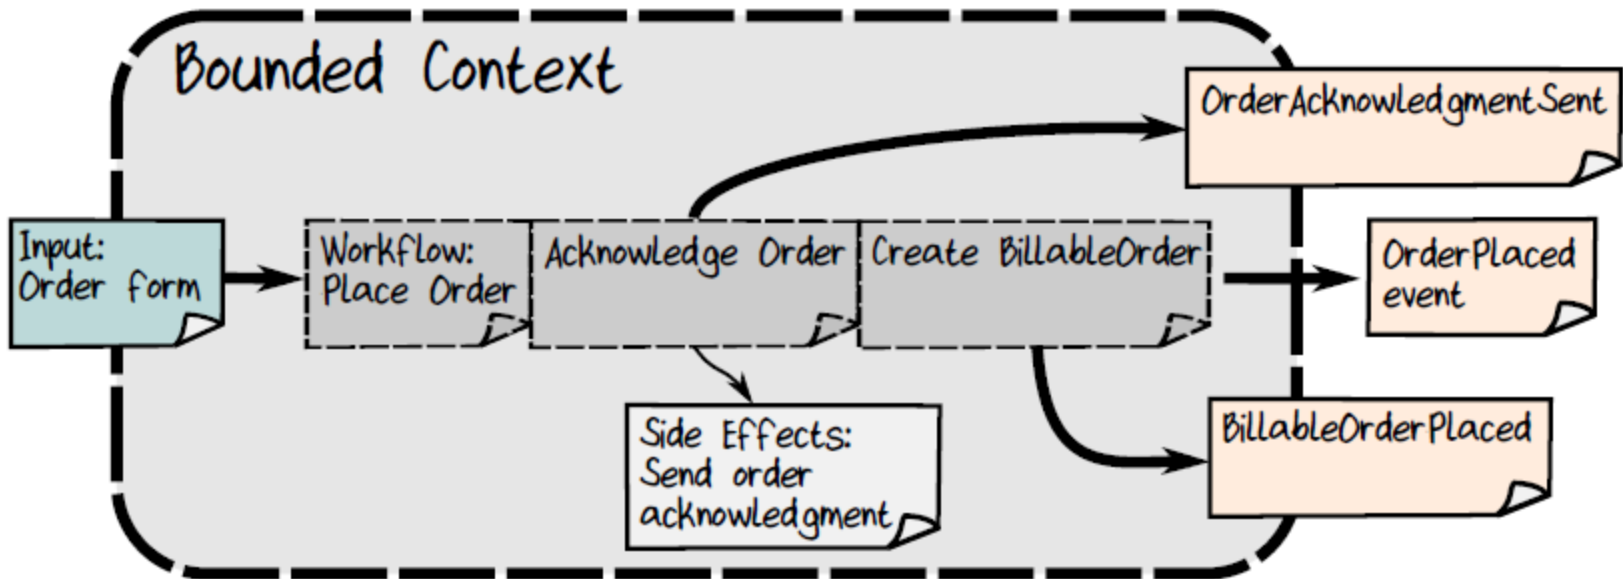 Bounded Context
OrderAcknowledgmentSent
Input:
Order form
Workflow:
Place Order
Acknowledge Order
Create BillableOrder
OrderPlaced
event
Side Effects:
Send order
acknowledgment
BillableOrderPlaced